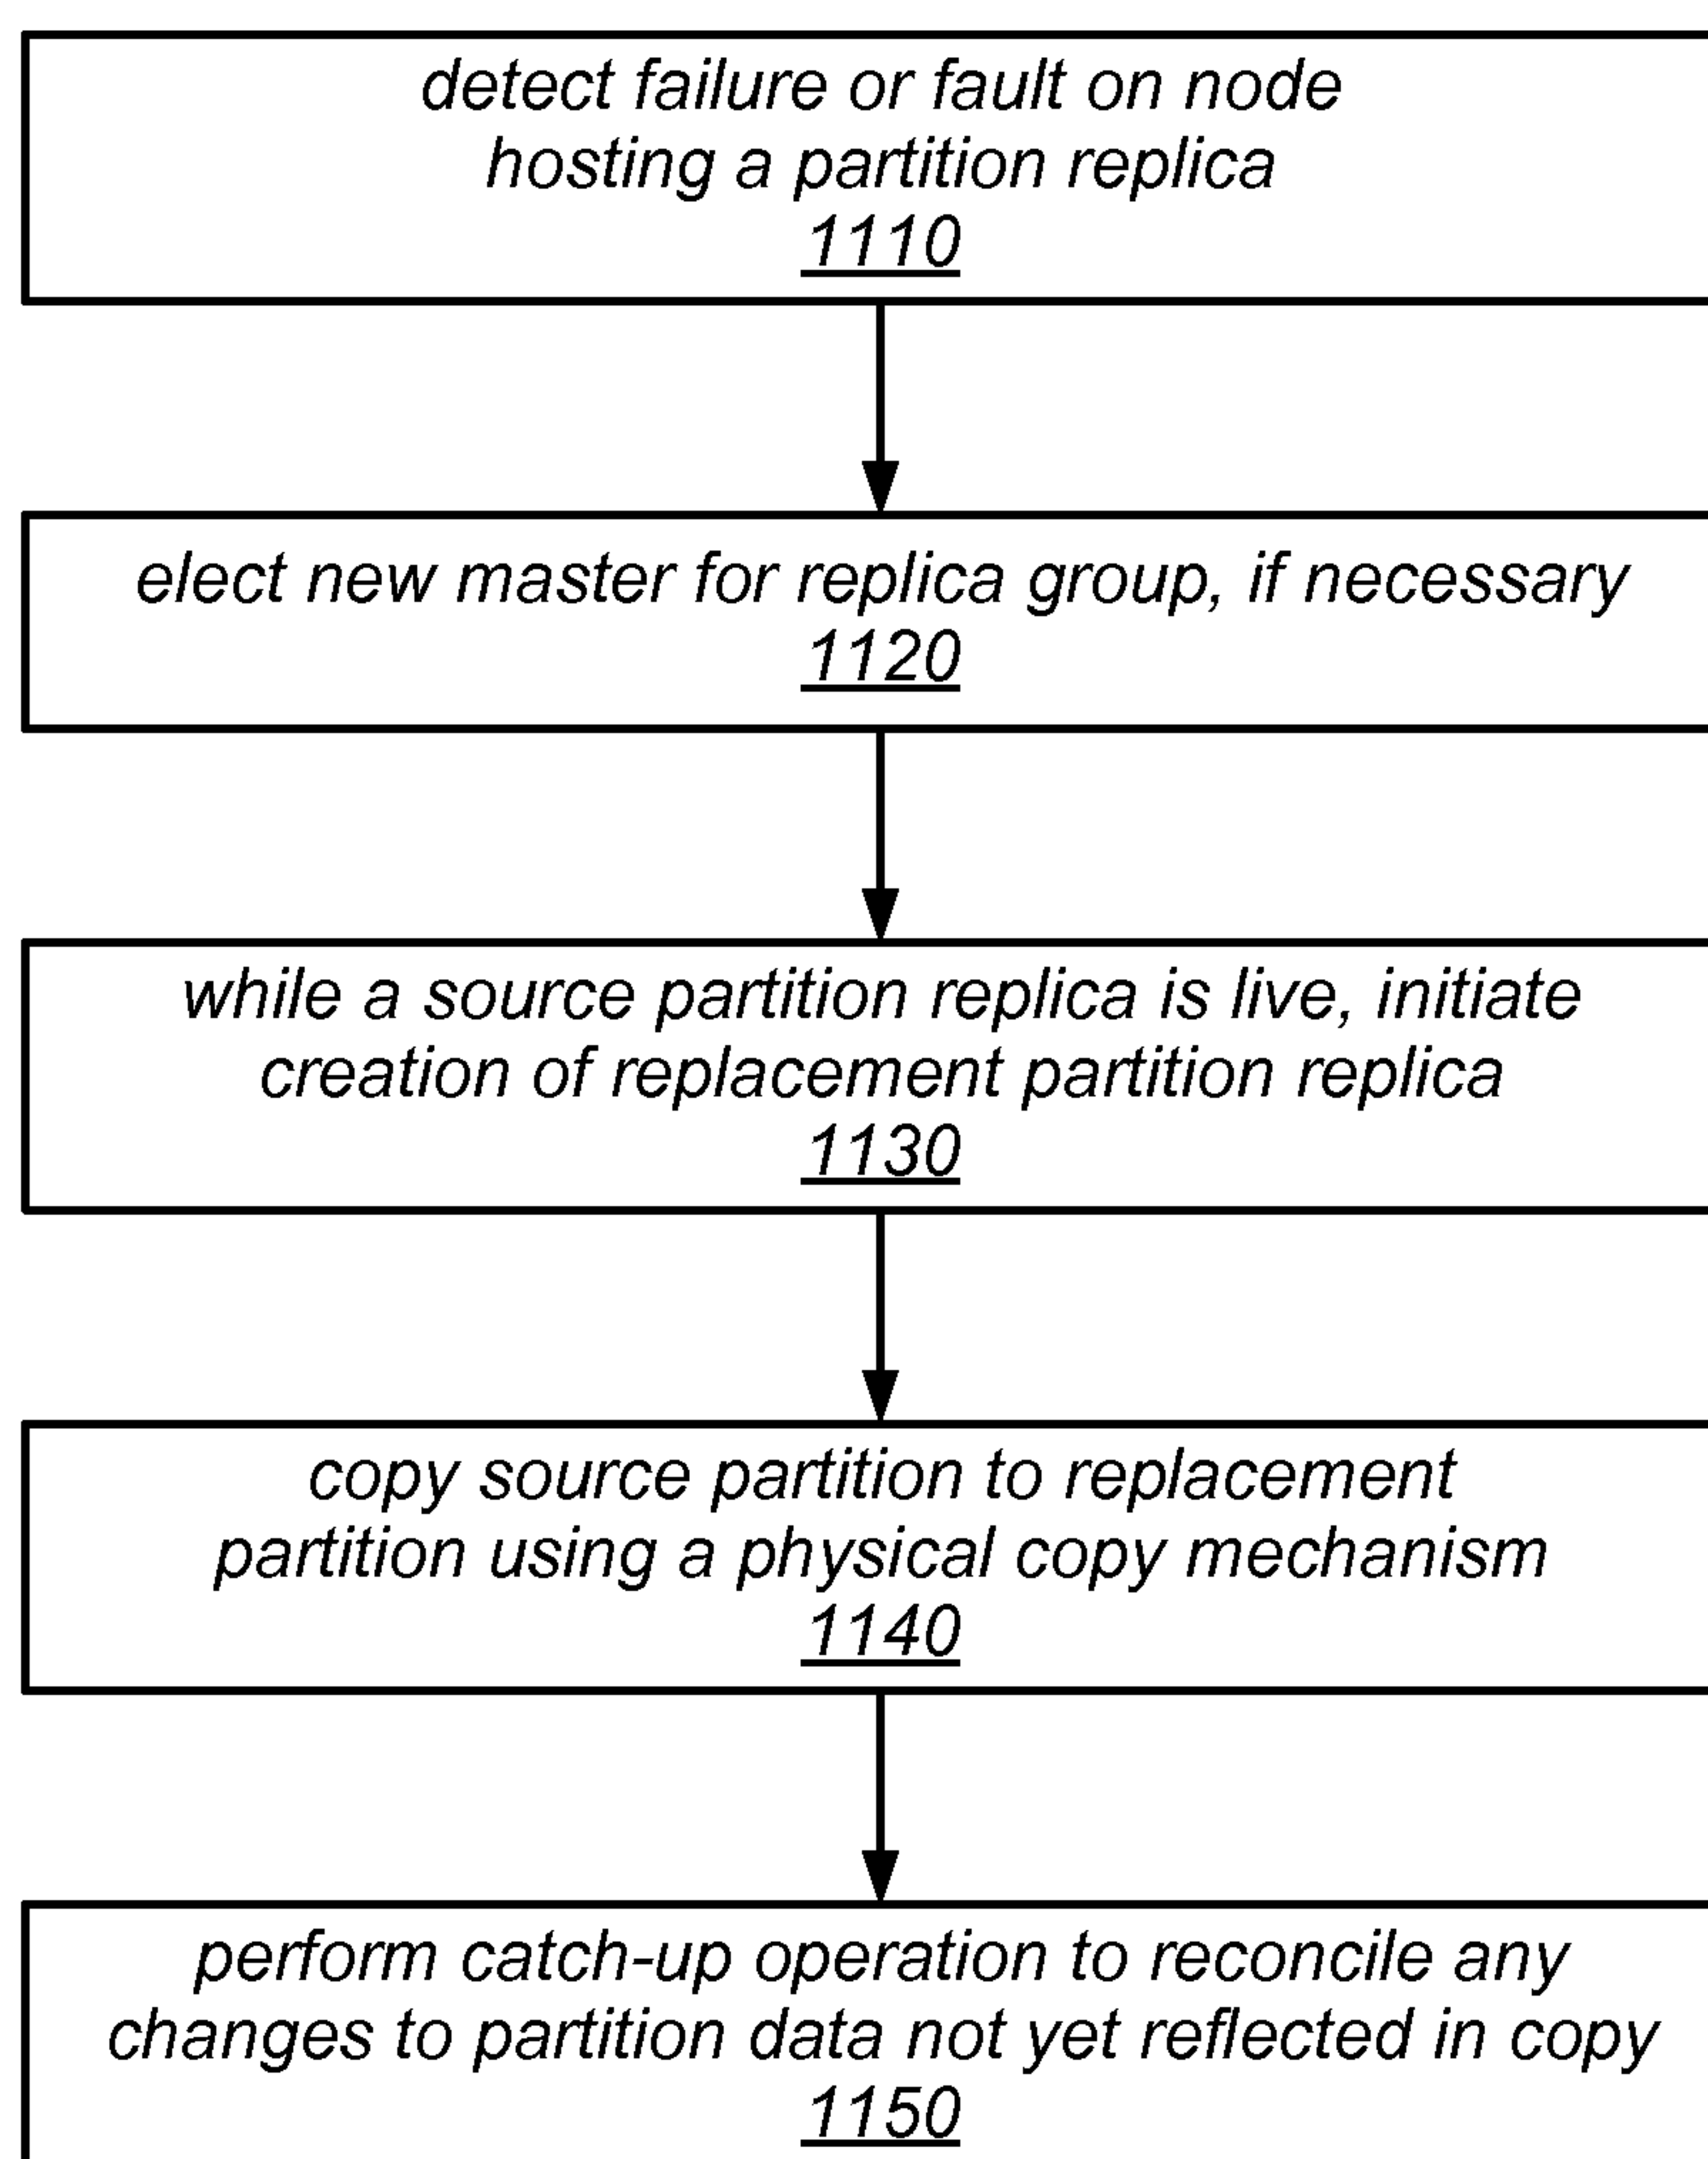 detect failure or fault on node
hosting a partition replica
1110
elect new master for replica group, if necessary
1120
while a source partition replica is live, initiate
creation of replacement partition replica
1130
copy source partition to replacement
partition using a physical copy mechanism
1140
perform catch-up operation to reconcile any
changes to partition data not yet reflected in copy
1150